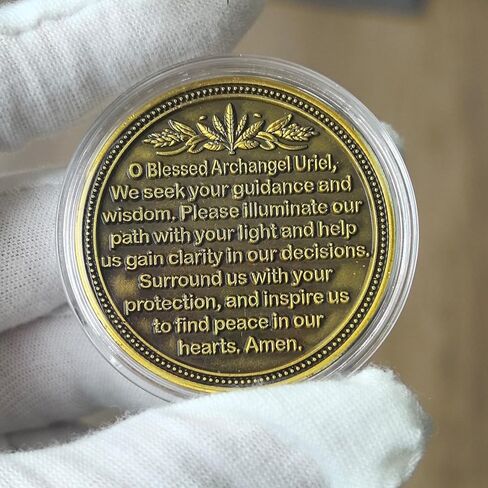 O Blessed Archangel Uriel,
We seek your guidance and
wisdom. Please illuminate our
path with your light and help
us gain clarity in our decisions.
Surround us with your
protection, and inspire us
to find peace in our
hearts, Amen.